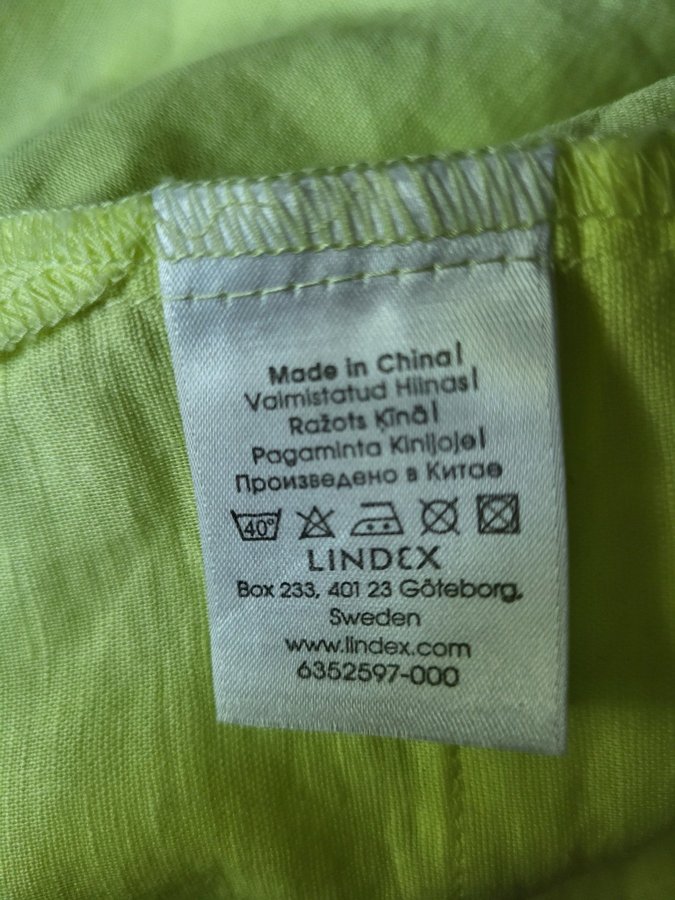 Made in China|
Valmistatud Hiinas|
Ražots Ķīnā|
Pagaminta Kinijoje|
Произведено в Китае
40°
LINDEX
Box 233, 401 23 Göteborg,
Sweden
www.lindex.com
6352597-000